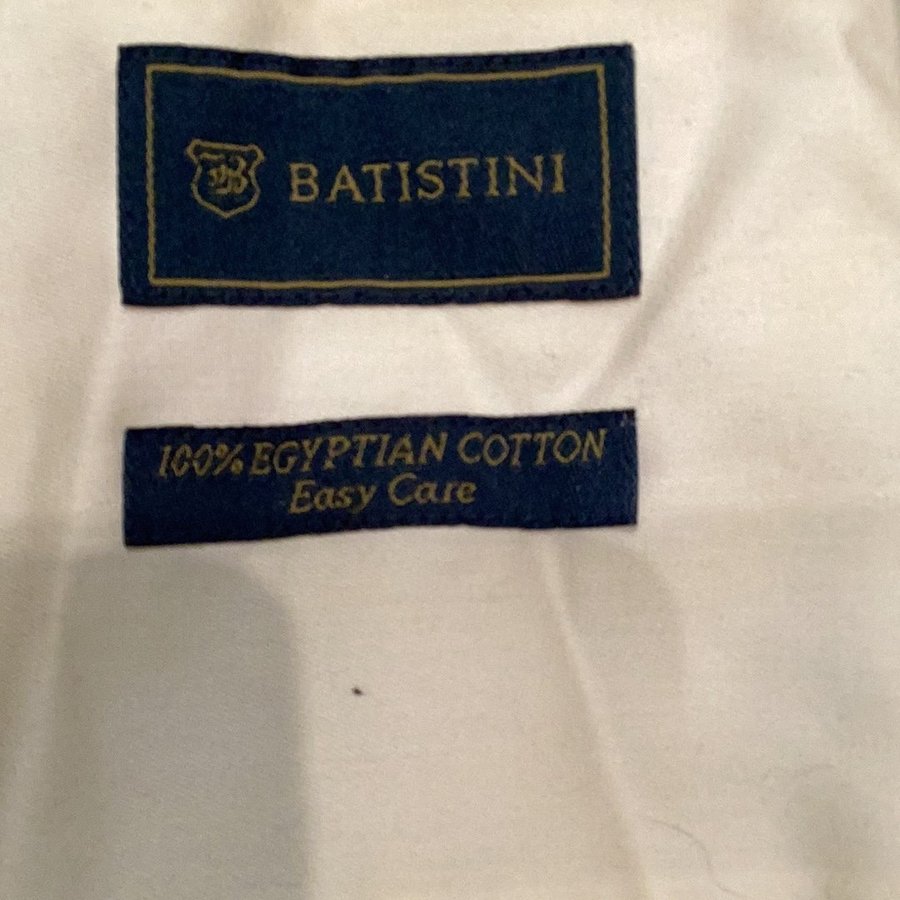 BATISTINI
100% EGYPTIAN COTTON
Easy Care